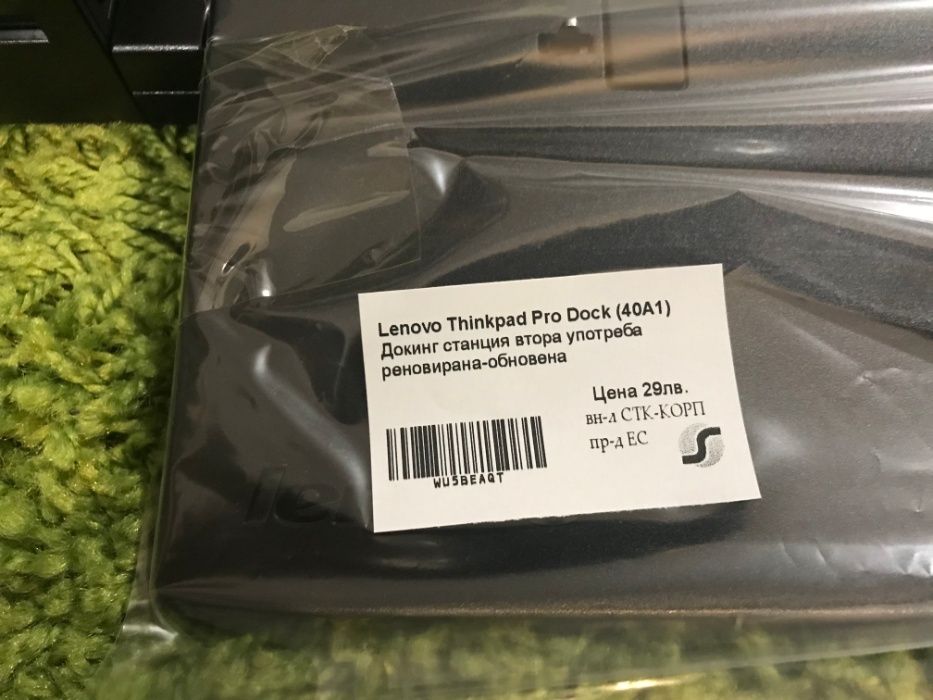 Lenovo Thinkpad Pro Dock (40A1)
Докинг станция втора употреба
реновирана-обновена
Цена 29лв.
вн-л СТК-КОРП
пр-д ЕС
WU5BEAQT
le